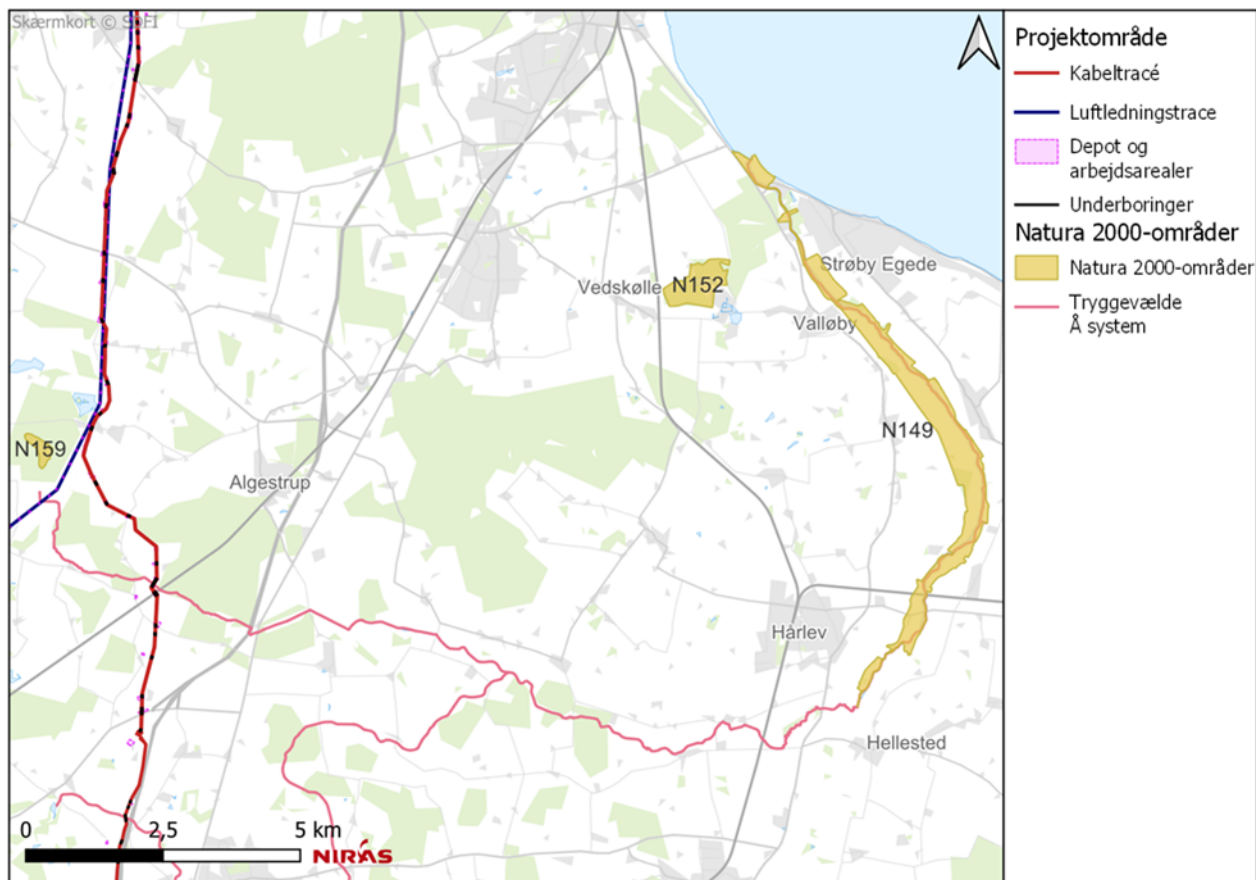 Skærmkort © SDFI
Projektområde
Kabeltracé
Luftledningstrace
Depot og
arbejdsarealer
Underboringer
Natura 2000-områder
Natura 2000-områder
Tryggevælde
Å system
Strøby Egede
Vedskølle
N152
Valløby
N149
N159
Algestrup
Hårlev
Hellested
0 2,5 5 km
NIRÁS